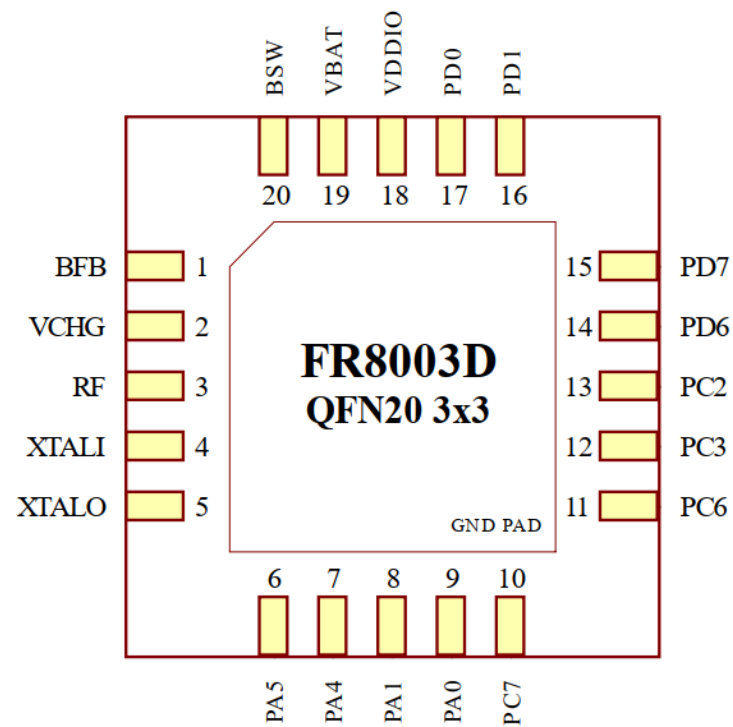 BSW VBAT VDDIO PD0 PD1
20 19 18 17 16
BFB 1 15 PD7
VCHG 2 14 PD6
RF 3 13 PC2
XTALI 4 12 PC3
XTALO 5 11 PC6
FR8003D
QFN20 3x3
GND PAD
6 7 8 9 10
PA5 PA4 PA1 PA0 PC7